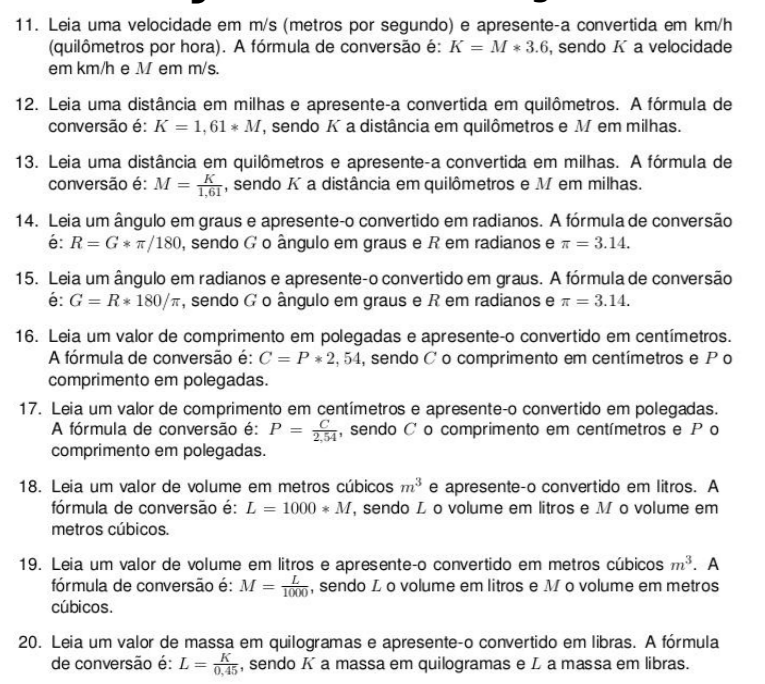 11. Leia uma velocidade em m/s (metros por segundo) e apresente-a convertida em km/h
(quilômetros por hora). A fórmula de conversão é: K = M ∗ 3.6, sendo K a velocidade
em km/h e M em m/s.
12. Leia uma distância em milhas e apresente-a convertida em quilômetros. A fórmula de
conversão é: K = 1,61 ∗ M, sendo K a distância em quilômetros e M em milhas.
13. Leia uma distância em quilômetros e apresente-a convertida em milhas. A fórmula de
conversão é: M = K/1,61, sendo K a distância em quilômetros e M em milhas.
14. Leia um ângulo em graus e apresente-o convertido em radianos. A fórmula de conversão
é: R = G ∗ π/180, sendo G o ângulo em graus e R em radianos e π = 3.14.
15. Leia um ângulo em radianos e apresente-o convertido em graus. A fórmula de conversão
é: G = R ∗ 180/π, sendo G o ângulo em graus e R em radianos e π = 3.14.
16. Leia um valor de comprimento em polegadas e apresente-o convertido em centímetros.
A fórmula de conversão é: C = P ∗ 2,54, sendo C o comprimento em centímetros e P o
comprimento em polegadas.
17. Leia um valor de comprimento em centímetros e apresente-o convertido em polegadas.
A fórmula de conversão é: P = C/2,54, sendo C o comprimento em centímetros e P o
comprimento em polegadas.
18. Leia um valor de volume em metros cúbicos m³ e apresente-o convertido em litros. A
fórmula de conversão é: L = 1000 ∗ M, sendo L o volume em litros e M o volume em
metros cúbicos.
19. Leia um valor de volume em litros e apresente-o convertido em metros cúbicos m³. A
fórmula de conversão é: M = L/1000, sendo L o volume em litros e M o volume em metros
cúbicos.
20. Leia um valor de massa em quilogramas e apresente-o convertido em libras. A fórmula
de conversão é: L = K/0,45, sendo K a massa em quilogramas e L a massa em libras.